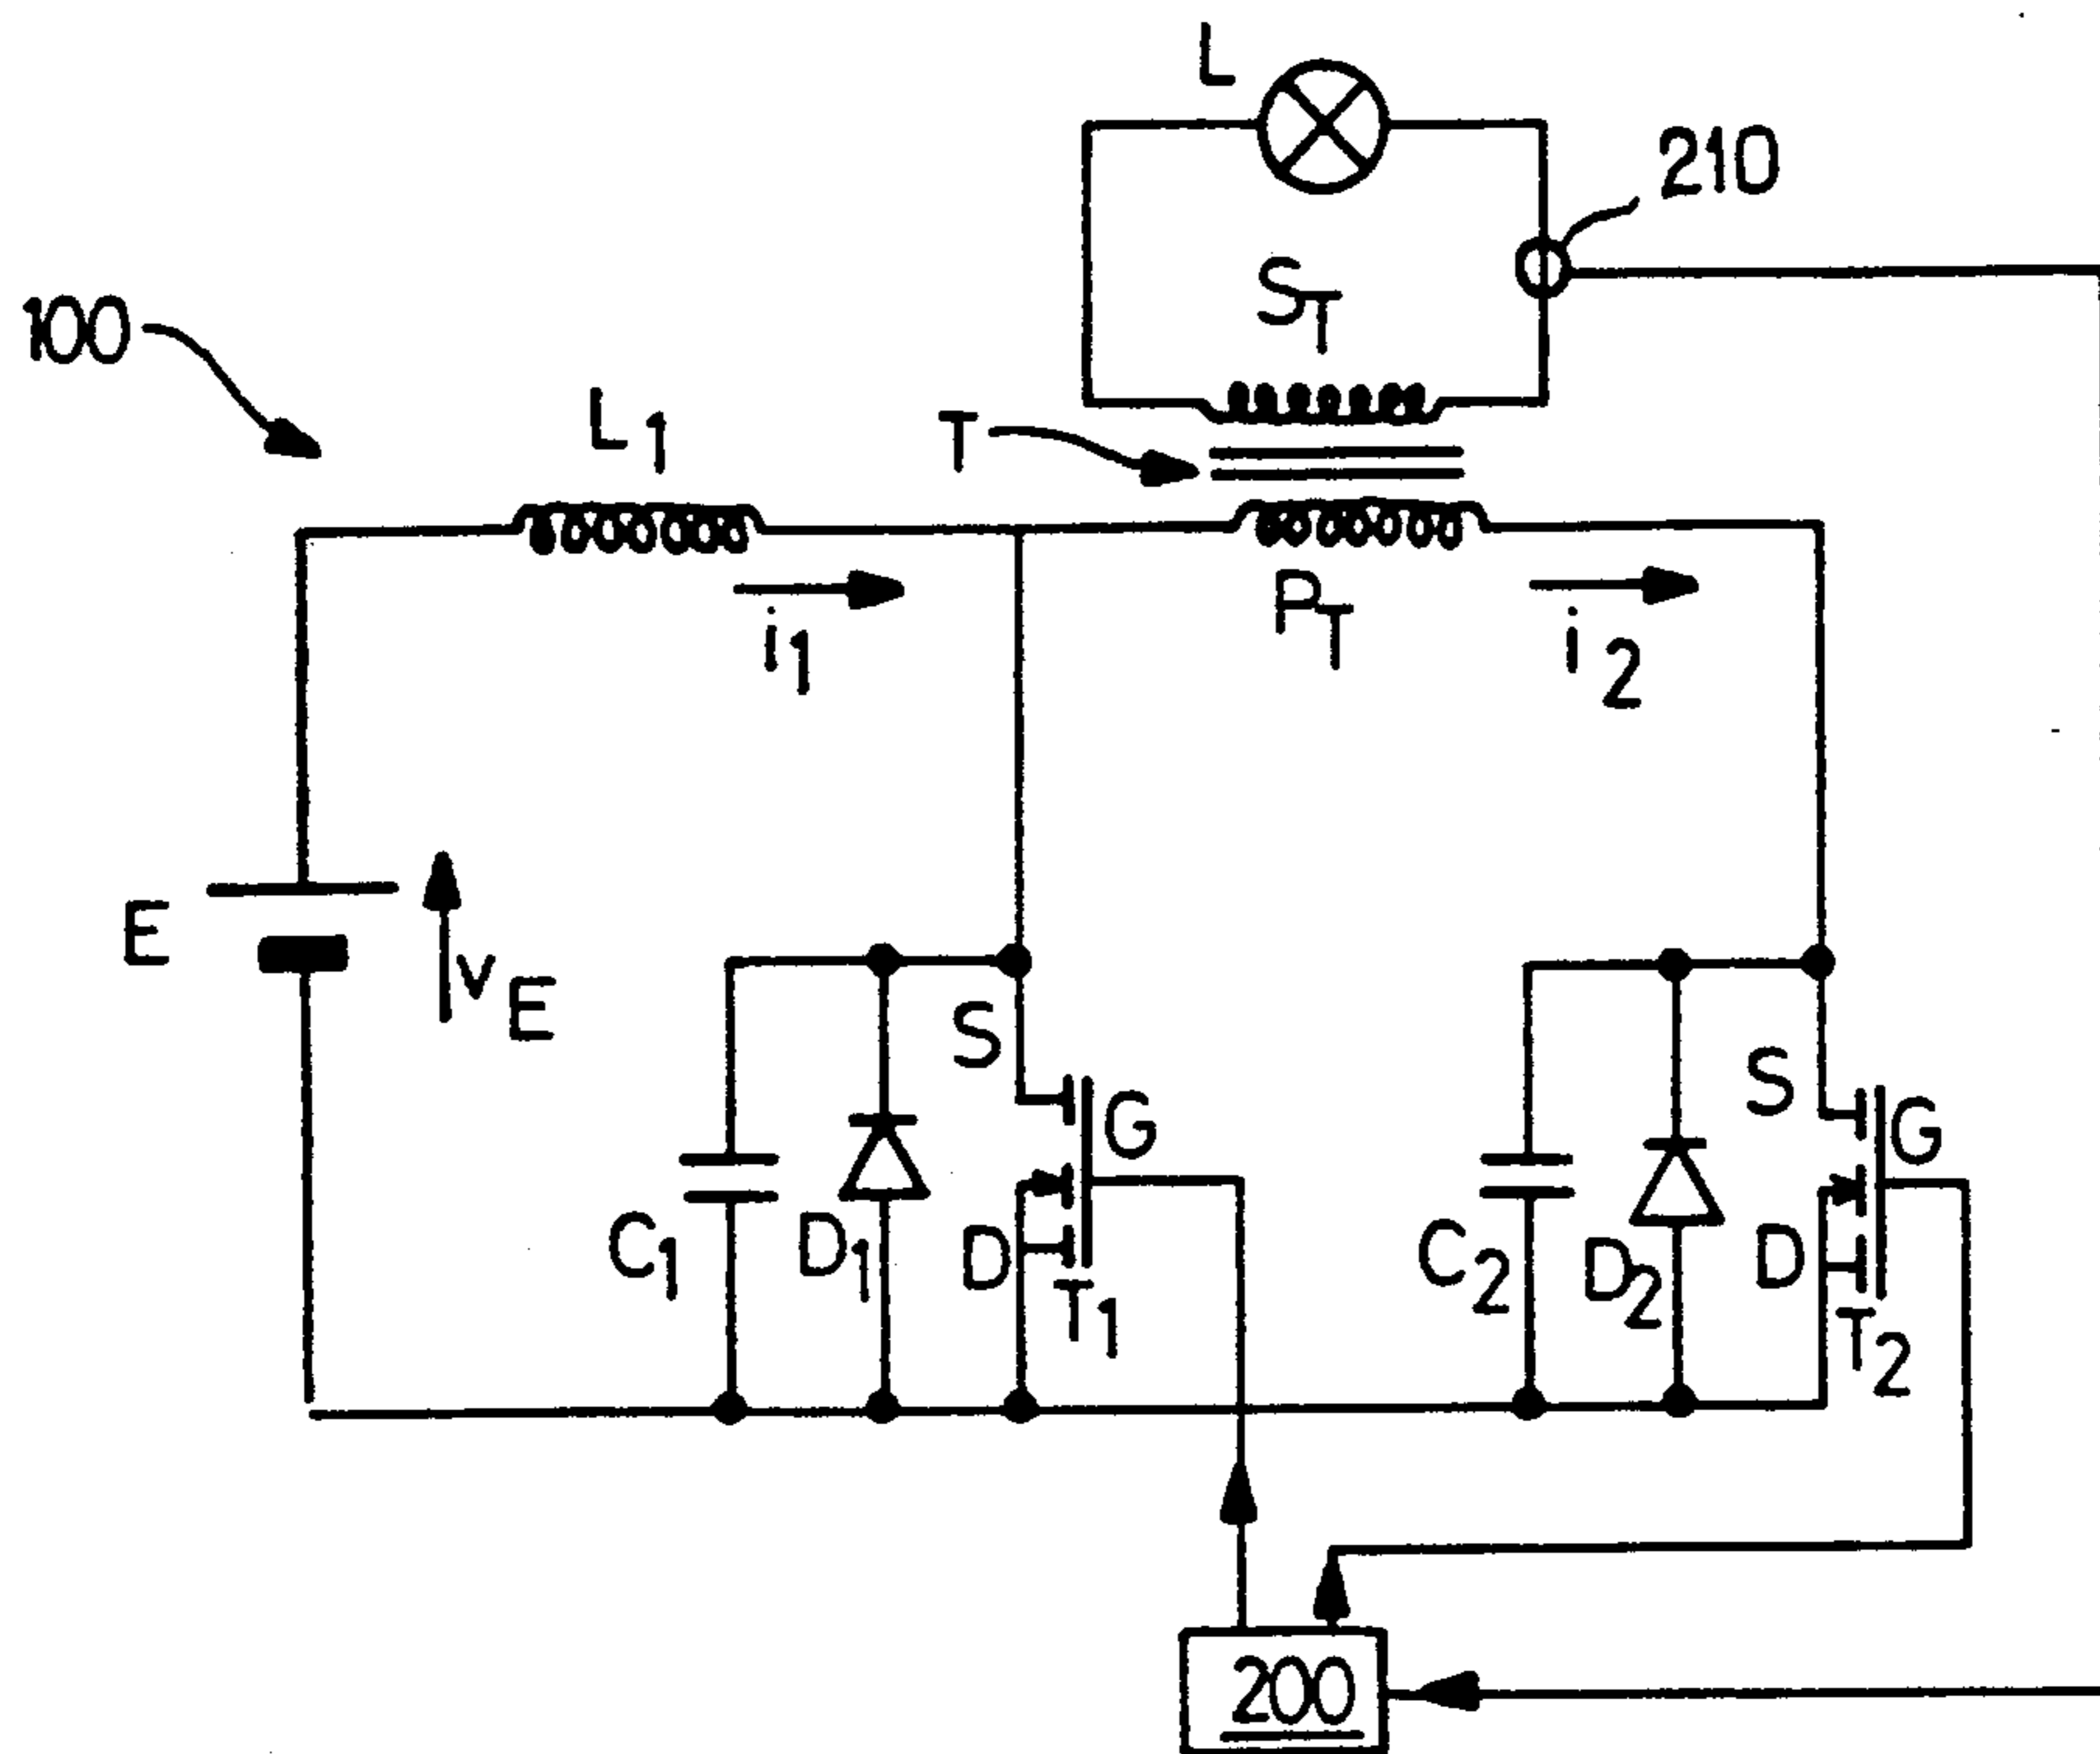 L
210
S_T
100
L_1
T
i_1
P_T
i_2
E
v_E
S
G
S
G
C_1
D_1
D
T_1
C_2
D_2
D
T_2
200